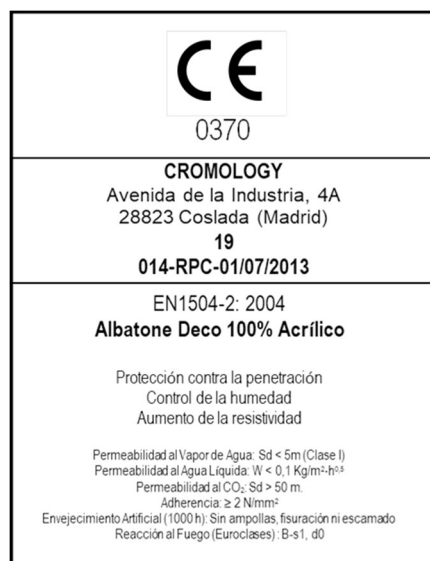 CE
0370
CROMOLOGY
Avenida de la Industria, 4A
28823 Coslada (Madrid)
19
014-RPC-01/07/2013
EN1504-2: 2004
Albatone Deco 100% Acrílico
Protección contra la penetración
Control de la humedad
Aumento de la resistividad
Permeabilidad al Vapor de Agua: Sd < 5m (Clase I)
Permeabilidad al Agua Líquida: W < 0,1 Kg/m²·h⁰·⁵
Permeabilidad al CO₂: Sd > 50 m.
Adherencia: ≥ 2 N/mm²
Envejecimiento Artificial (1000 h): Sin ampollas, fisuración ni escamado
Reacción al Fuego (Euroclases): B-s1, d0